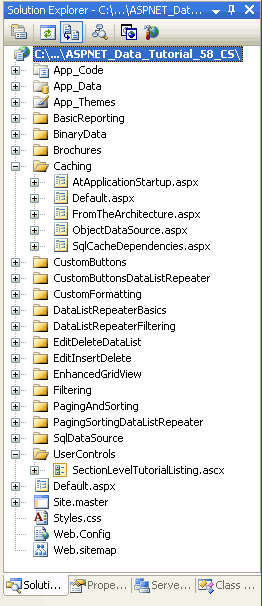 Solution Explorer - C:\...\ASPNET_Dat...
C:\...\ASPNET_Data_Tutorial_58_CS\
App_Code
App_Data
App_Themes
BasicReporting
BinaryData
Brochures
Caching
AtApplicationStartup.aspx
Default.aspx
FromTheArchitecture.aspx
ObjectDataSource.aspx
SqlCacheDependencies.aspx
CustomButtons
CustomButtonsDataListRepeater
CustomFormatting
DataListRepeaterBasics
DataListRepeaterFiltering
EditDeleteDataList
EditInsertDelete
EnhancedGridView
Filtering
PagingAndSorting
PagingSortingDataListRepeater
SqlDataSource
UserControls
SectionLevelTutorialListing.ascx
Default.aspx
Site.master
Styles.css
Web.Config
Web.sitemap
Soluti... Prope... Serve... Class ...